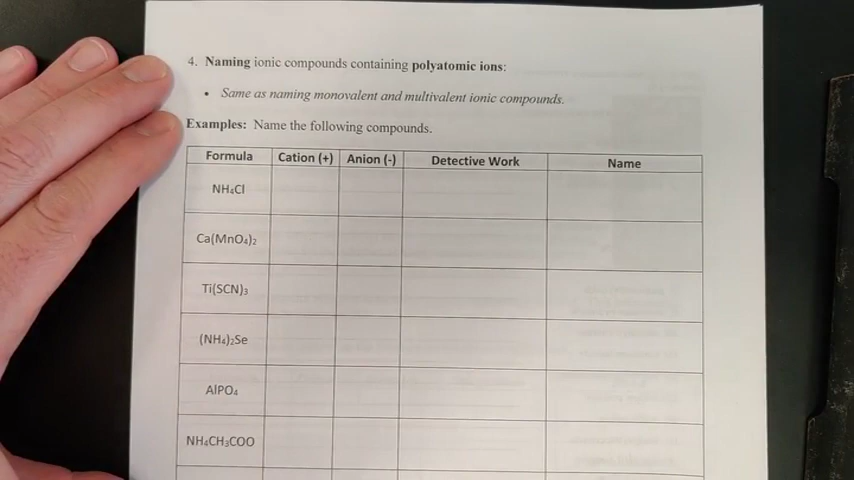 4. Naming ionic compounds containing polyatomic ions:
• Same as naming monovalent and multivalent ionic compounds.
Examples: Name the following compounds.
Formula Cation (+) Anion (-) Detective Work Name
NH₄Cl
Ca(MnO₄)₂
Ti(SCN)₃
(NH₄)₂Se
AlPO₄
NH₄CH₃COO